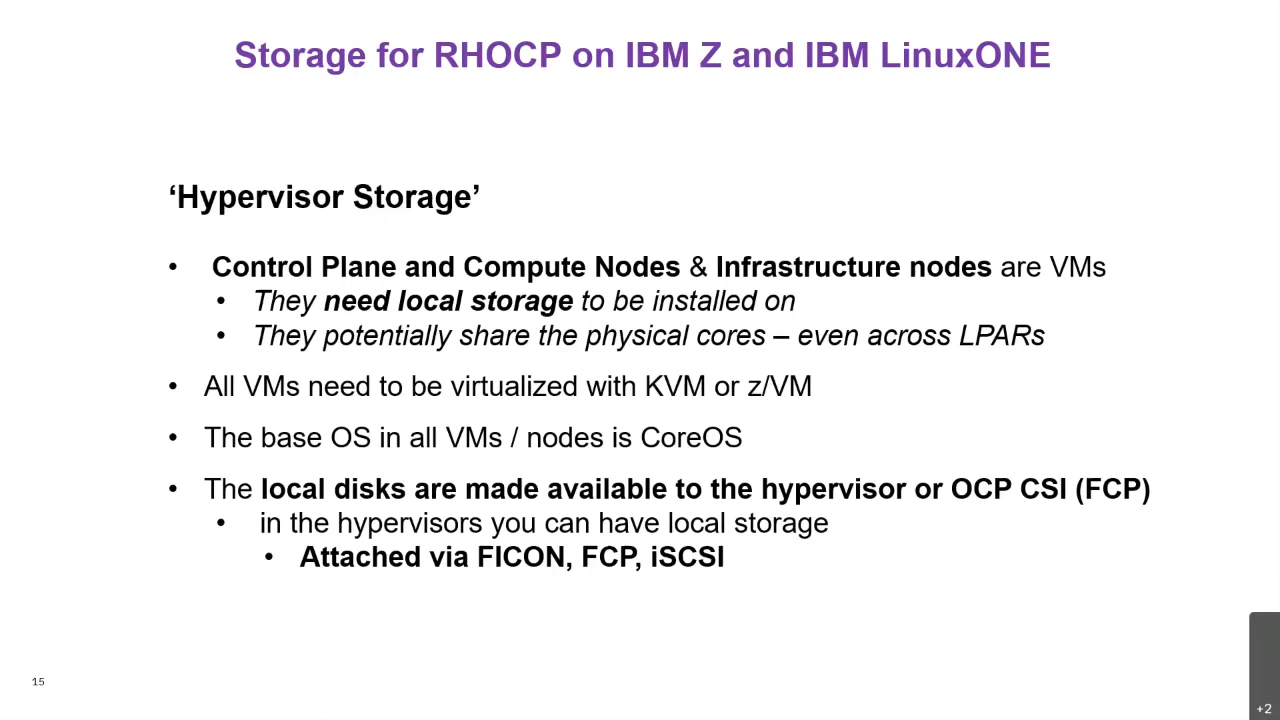 Storage for RHOCP on IBM Z and IBM LinuxONE
‘Hypervisor Storage’
• Control Plane and Compute Nodes & Infrastructure nodes are VMs
• They need local storage to be installed on
• They potentially share the physical cores – even across LPARs
• All VMs need to be virtualized with KVM or z/VM
• The base OS in all VMs / nodes is CoreOS
• The local disks are made available to the hypervisor or OCP CSI (FCP)
• in the hypervisors you can have local storage
• Attached via FICON, FCP, iSCSI
15
+2